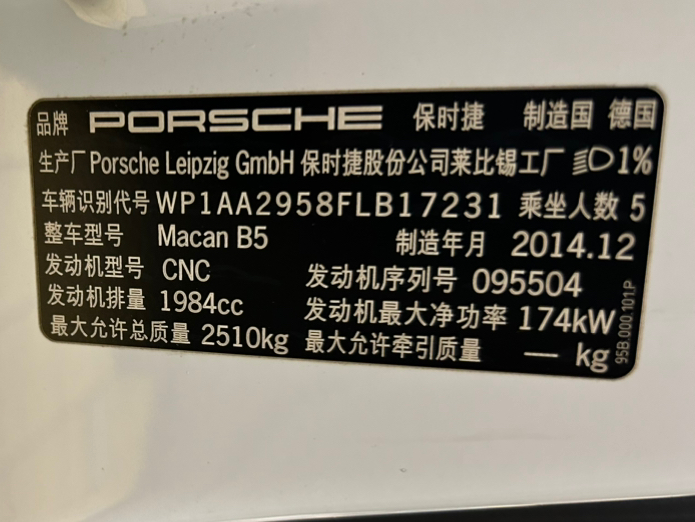 品牌 PORSCHE 保时捷 制造国 德国
生产厂 Porsche Leipzig GmbH 保时捷股份公司莱比锡工厂 1%
车辆识别代号 WP1AA2958FLB17231 乘坐人数 5
整车型号 Macan B5 制造年月 2014.12
发动机型号 CNC 发动机序列号 095504
发动机排量 1984cc 发动机最大净功率 174kW
最大允许总质量 2510kg 最大允许牵引质量 — kg
95B.000.101.P